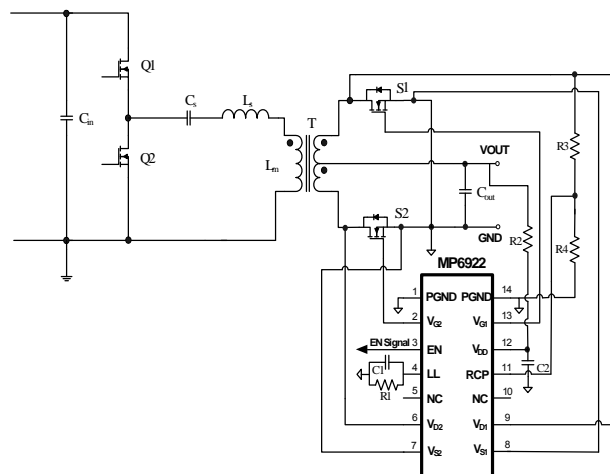 Q1
S1
Cs
Ls
T
Cin
VOUT
R3
Q2
Lm
Cout
S2
R2
GND
R4
MP6922
1 PGND PGND 14
2 VG2 VG1 13
EN Signal 3 EN VDD 12
C1 4 LL RCP 11 C2
R1 5 NC NC 10
6 VD2 VD1 9
7 VS2 VS1 8